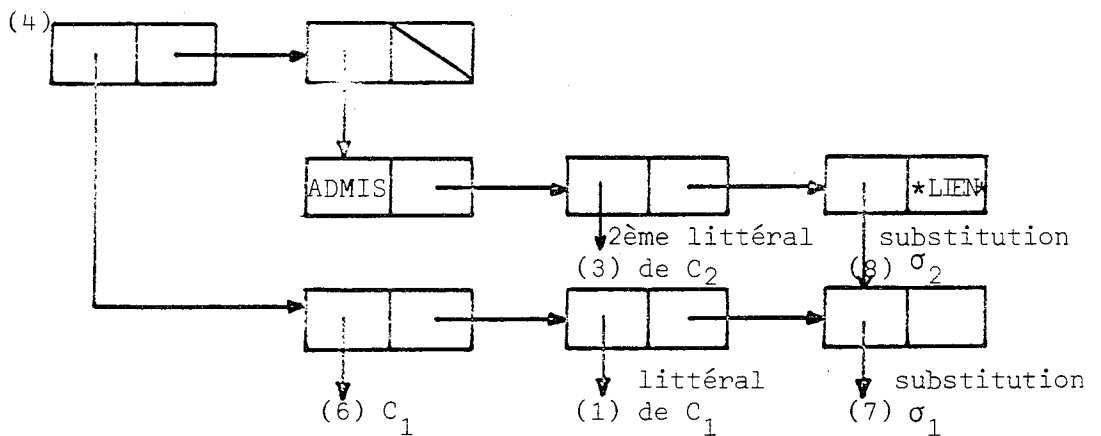 (4)
ADMIS
*LIEN*
2ème littéral
(3) de C2
substitution
(8) σ2
littéral
(6) C1
(1) de C1
substitution
(7) σ1